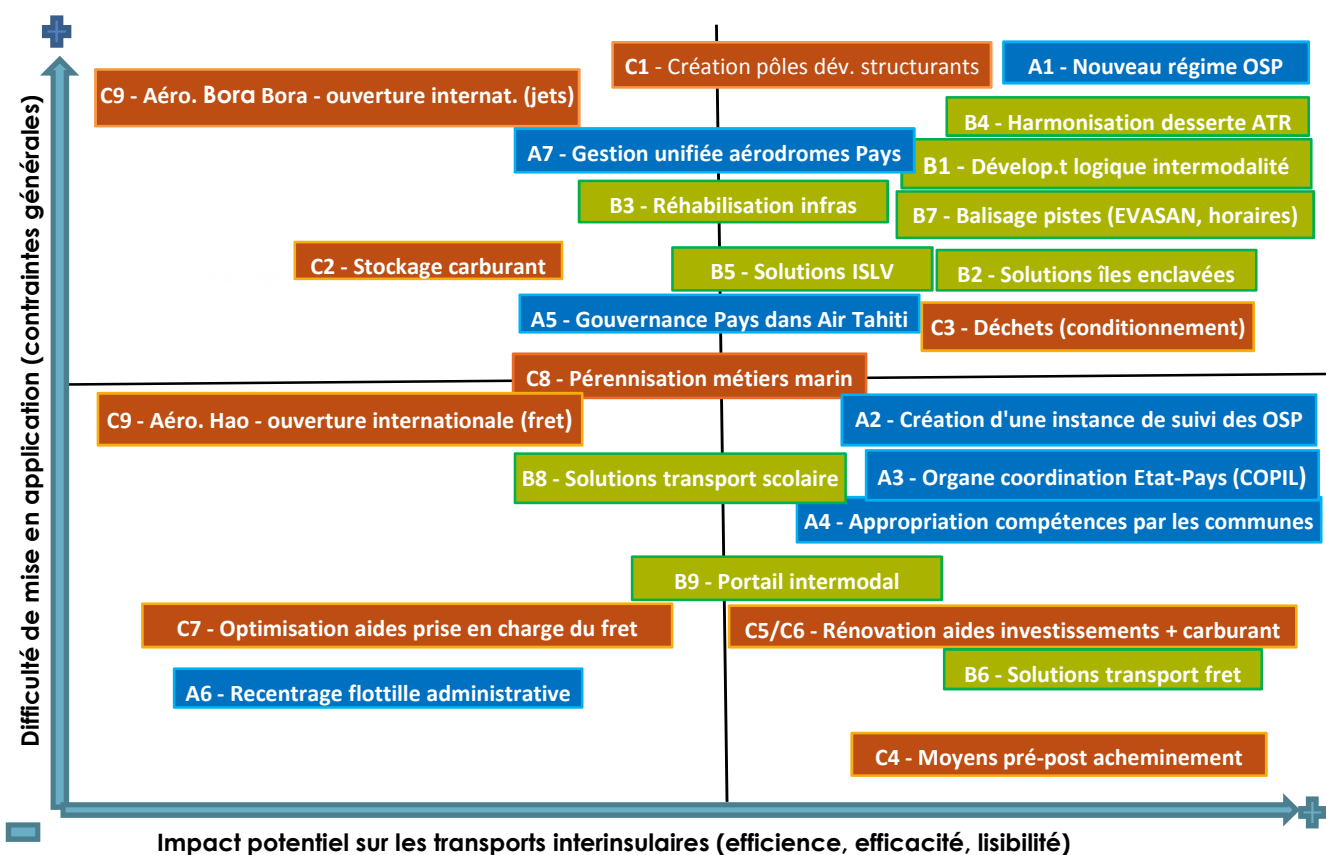 Difficulté de mise en application (contraintes générales)
C1 - Création pôles dév. structurants
A1 - Nouveau régime OSP
C9 - Aéro. Bora Bora - ouverture internat. (jets)
B4 - Harmonisation desserte ATR
A7 - Gestion unifiée aérodromes Pays
B1 - Dévelop.t logique intermodalité
B3 - Réhabilisation infras
B7 - Balisage pistes (EVASAN, horaires)
C2 - Stockage carburant
B5 - Solutions ISLV
B2 - Solutions îles enclavées
A5 - Gouvernance Pays dans Air Tahiti
C3 - Déchets (conditionnement)
C8 - Pérennisation métiers marin
C9 - Aéro. Hao - ouverture internationale (fret)
A2 - Création d'une instance de suivi des OSP
B8 - Solutions transport scolaire
A3 - Organe coordination Etat-Pays (COPIL)
A4 - Appropriation compétences par les communes
B9 - Portail intermodal
C7 - Optimisation aides prise en charge du fret
C5/C6 - Rénovation aides investissements + carburant
B6 - Solutions transport fret
A6 - Recentrage flottille administrative
C4 - Moyens pré-post acheminement
Impact potentiel sur les transports interinsulaires (efficience, efficacité, lisibilité)